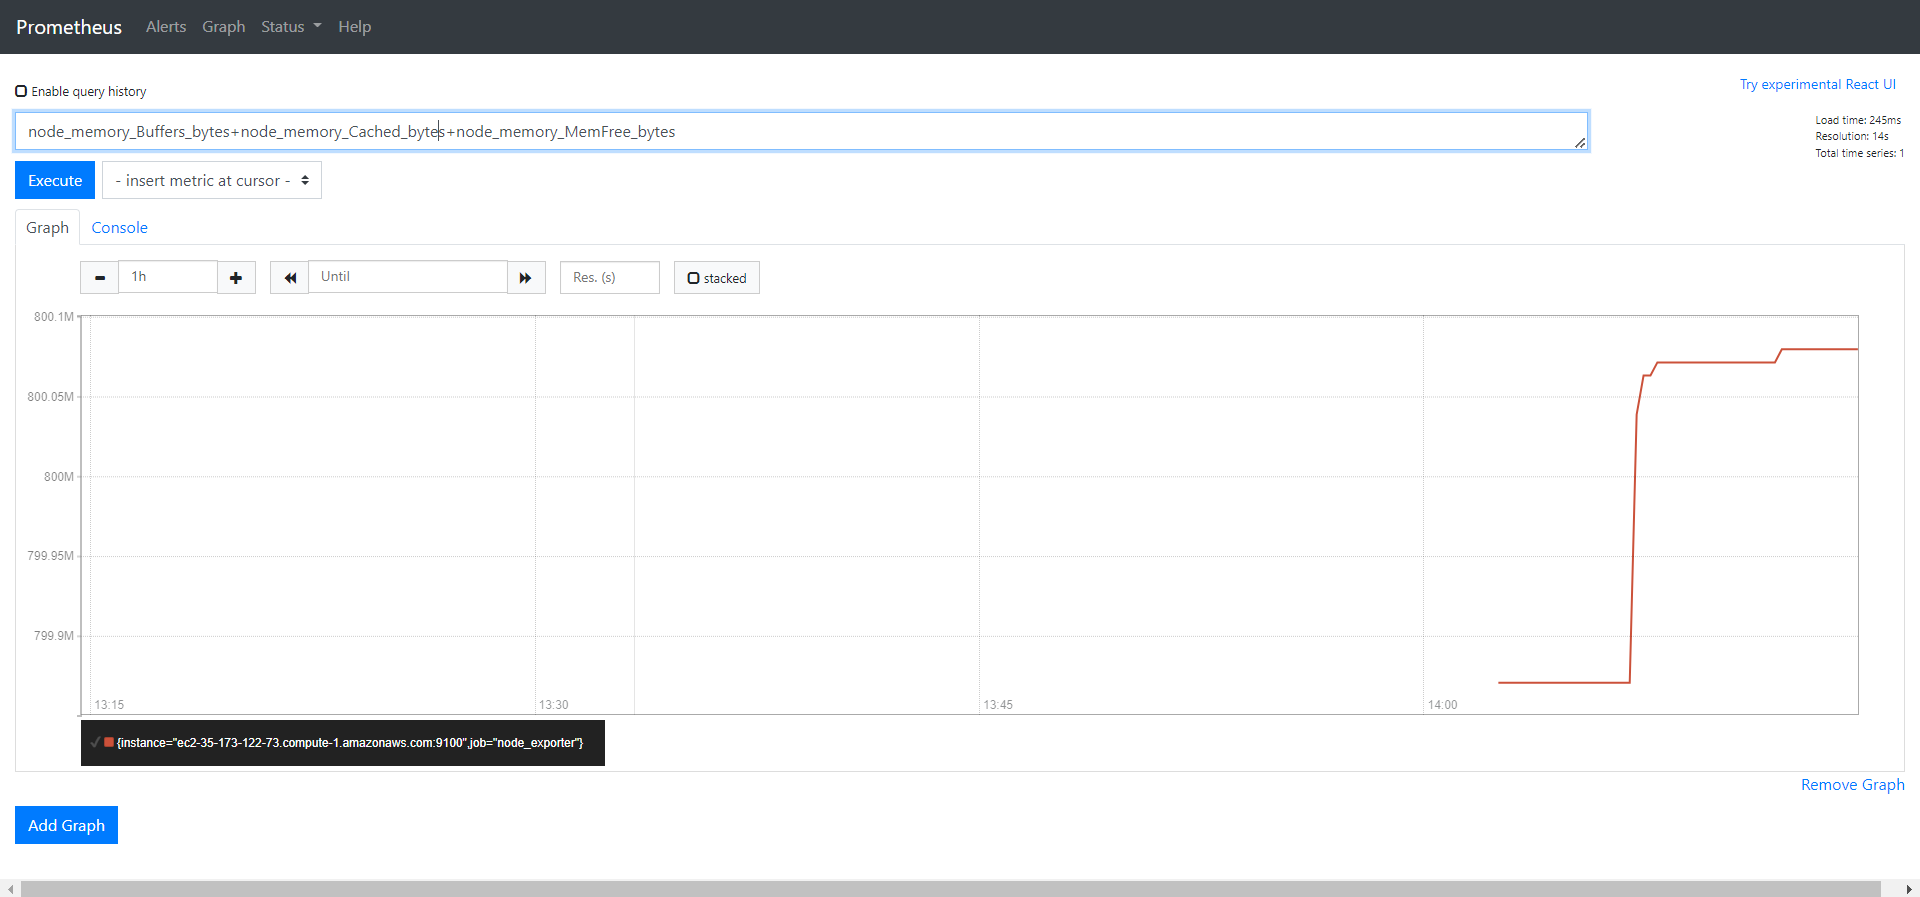 Prometheus Alerts Graph Status Help
Enable query history
Try experimental React UI
node_memory_Buffers_bytes+node_memory_Cached_bytes+node_memory_MemFree_bytes
Load time: 245ms
Resolution: 14s
Total time series: 1
Execute - insert metric at cursor -
Graph Console
1h Until Res. (s) stacked
800.1M
800.05M
800M
799.95M
799.9M
13:15 13:30 13:45 14:00
{instance="ec2-35-173-122-73.compute-1.amazonaws.com:9100",job="node_exporter"}
Remove Graph
Add Graph